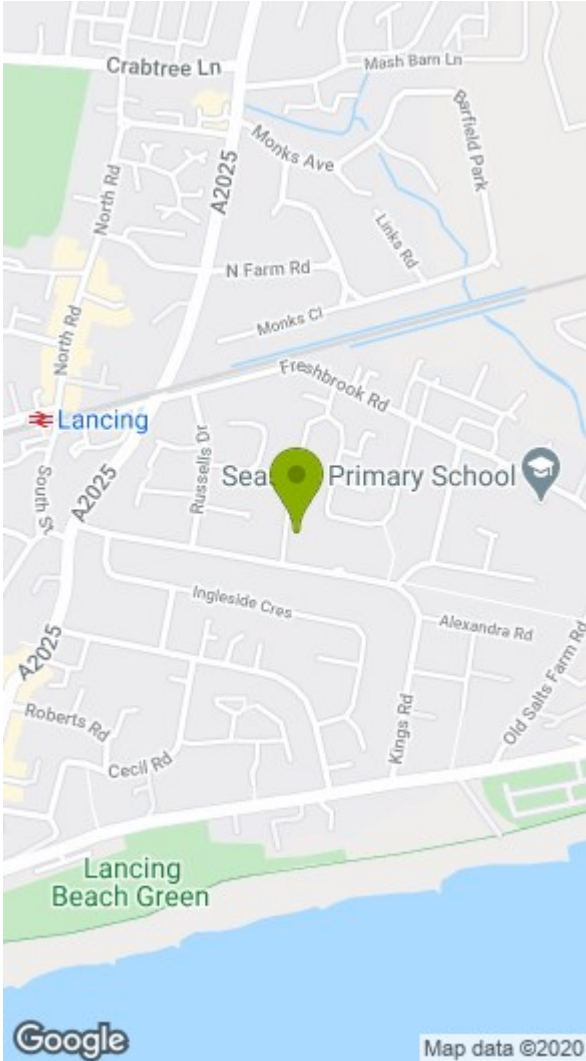 Crabtree Ln
Mash Barn Ln
Barfield Park
A2025
Monks Ave
North Rd
Links Rd
N Farm Rd
Monks Cl
North Rd
Freshbrook Rd
Lancing
Russells Dr
Primary School
South St
A2025
Ingleside Cres
Alexandra Rd
A2025
Old Salts Farm Rd
Roberts Rd
Kings Rd
Cecil Rd
Lancing
Beach Green
Google
Map data ©2020